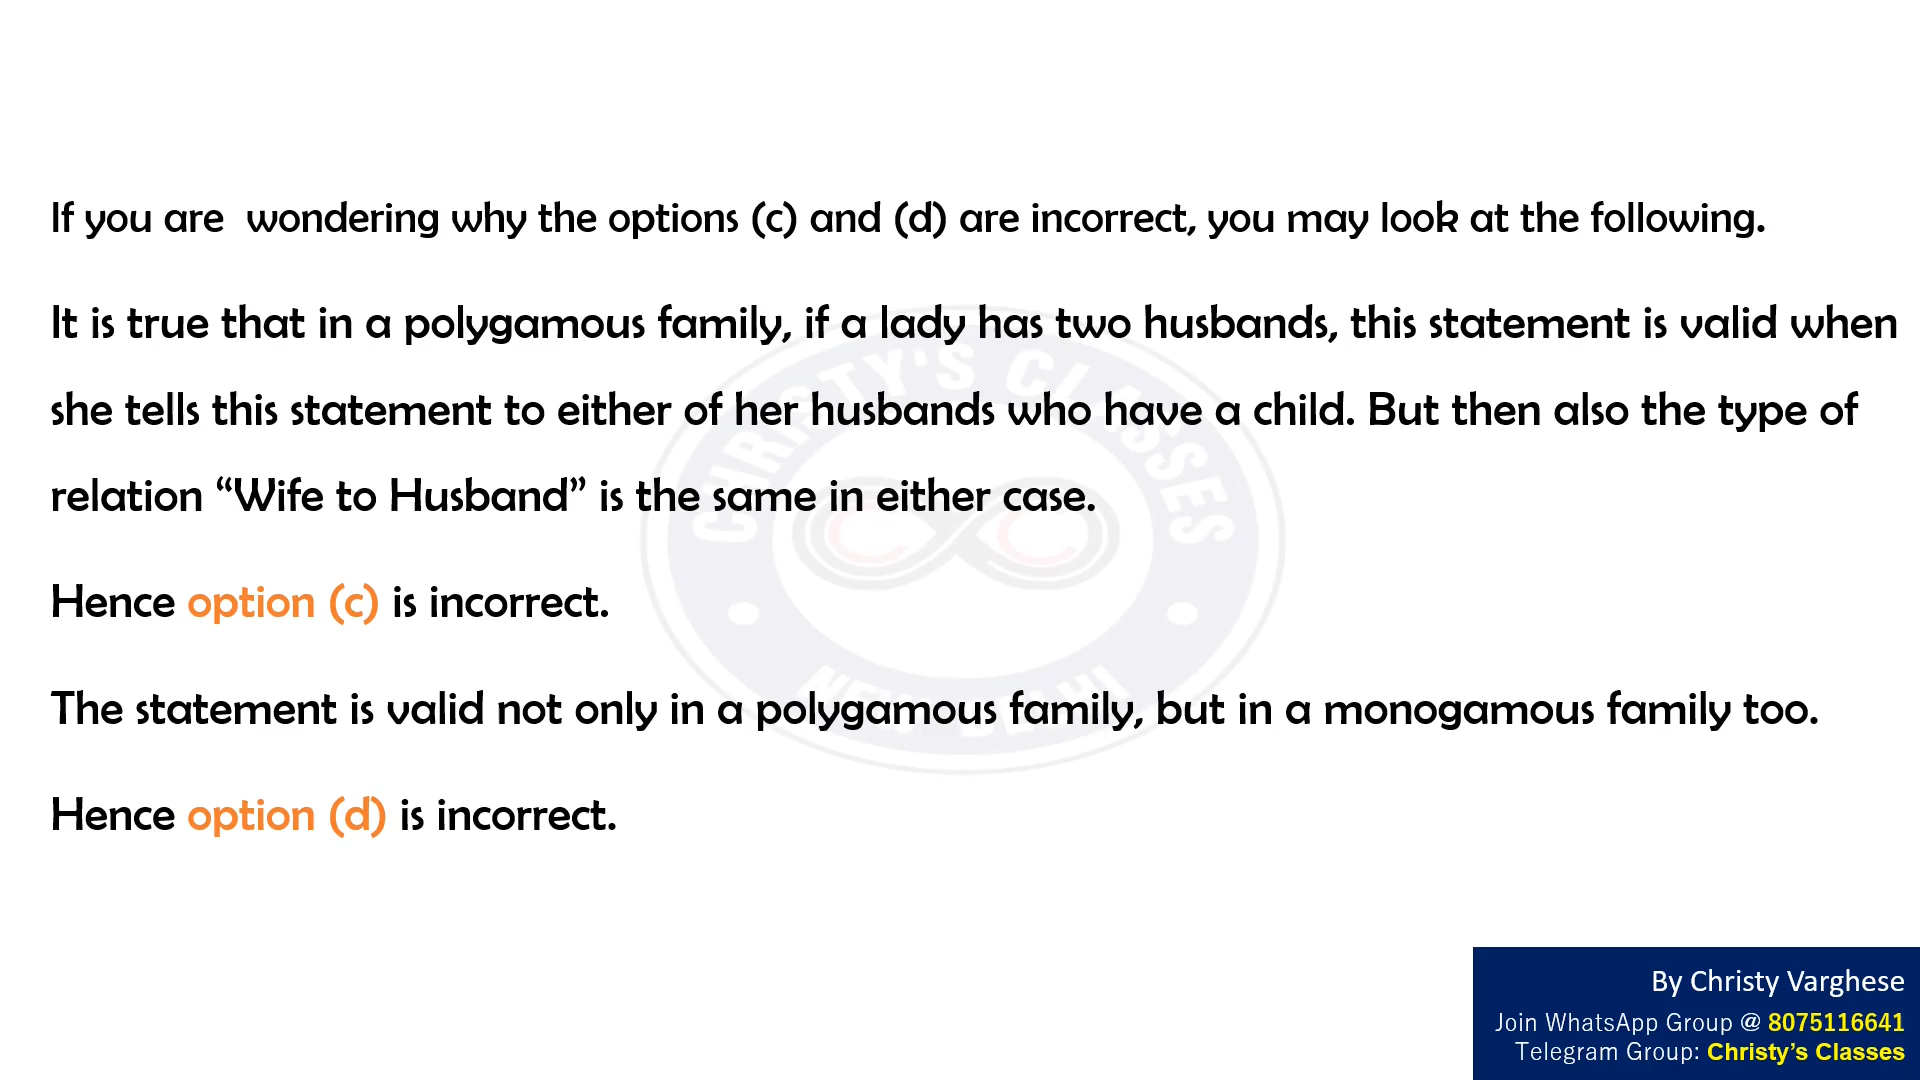 If you are  wondering why the options (c) and (d) are incorrect, you may look at the following.
It is true that in a polygamous family, if a lady has two husbands, this statement is valid when
she tells this statement to either of her husbands who have a child. But then also the type of
relation “Wife to Husband” is the same in either case.
Hence option (c) is incorrect.
The statement is valid not only in a polygamous family, but in a monogamous family too.
Hence option (d) is incorrect.
CHRISTY'S CLASSES
NEW DELHI
By Christy Varghese
Join WhatsApp Group @ 8075116641
Telegram Group: Christy’s Classes